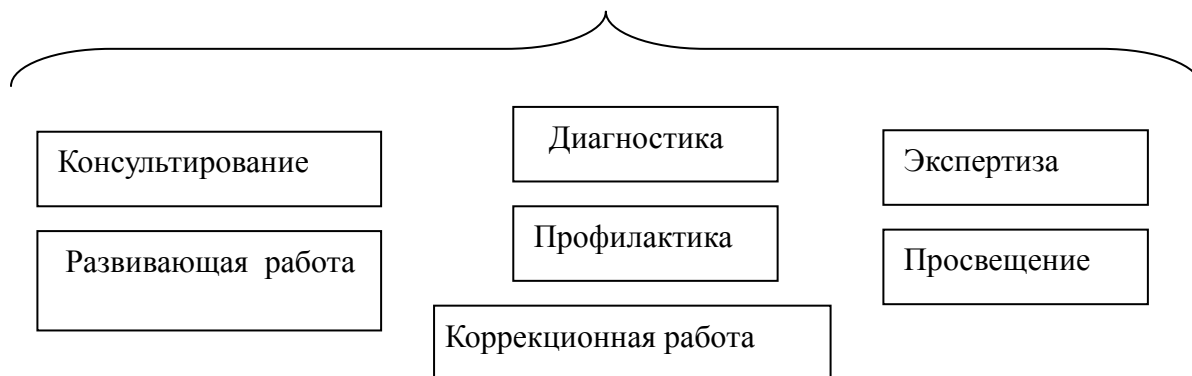 Диагностика
Консультирование
Экспертиза
Профилактика
Развивающая работа
Просвещение
Коррекционная работа